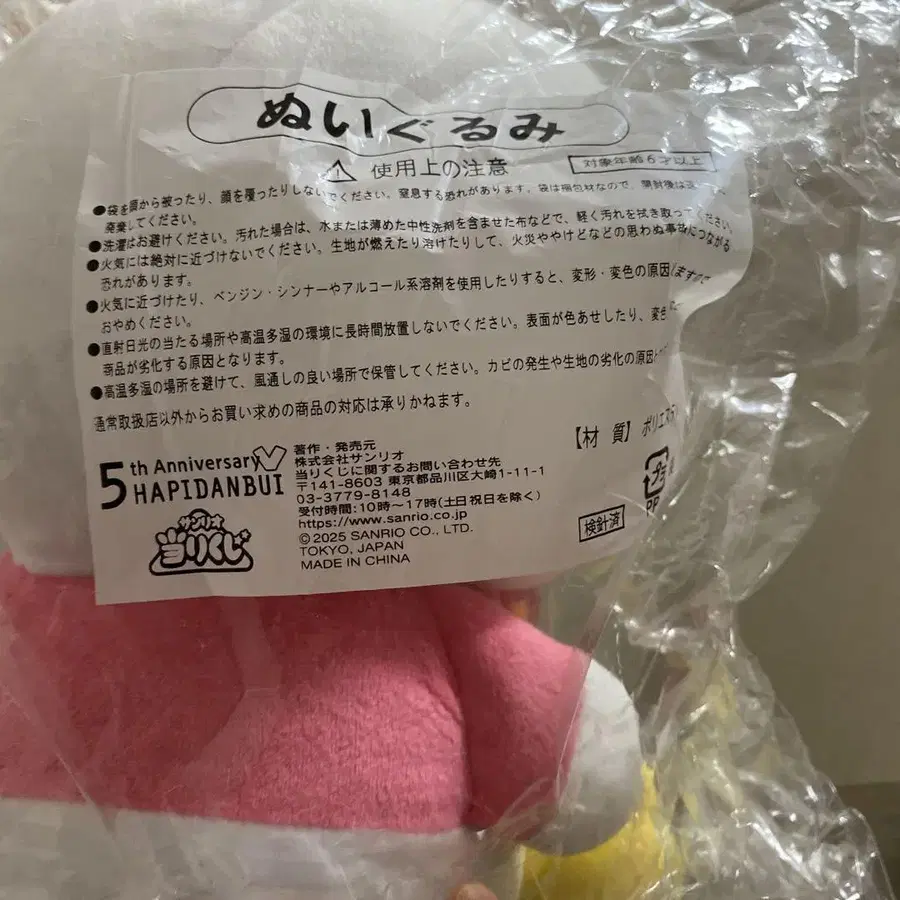 ぬいぐるみ
⚠ 使用上の注意
対象年齢6才以上
●袋を頭から被ったり、顔を覆ったりしないでください。窒息する恐れがあります。袋は梱包材なので、開封後は
廃棄してください。
●洗濯はお避けください。汚れた場合は、水または薄めた中性洗剤を含ませた布などで、軽く汚れを拭き取ってください。
●火気には絶対に近づけないでください。生地が燃えたり溶けたりして、火災ややけどなどの思わぬ事故につながる
恐れがあります。
●火気に近づけたり、ベンジン・シンナーやアルコール系溶剤を使用したりすると、変形・変色の原因
ますので
おやめください。
●直射日光の当たる場所や高温多湿の環境に長時間放置しないでください。表面が色あせしたり、変色
商品が劣化する原因となります。
●高温多湿の場所を避けて、風通しの良い場所で保管してください。カビの発生や生地の劣化の原因
通常取扱店以外からお買い求めの商品の対応は承りかねます。
【材 質】 ポリエステ
5th Anniversary
HAPIDANBUI
サンリオ
当りくじ
著作・発売元
株式会社サンリオ
当りくじに関するお問い合わせ先
〒141-8603 東京都品川区大崎1-11-1
03-3779-8148
受付時間:10時〜17時(土日祝日を除く)
https://www.sanrio.co.jp
©2025 SANRIO CO., LTD.
TOKYO, JAPAN
MADE IN CHINA
プラ
PP
検針済